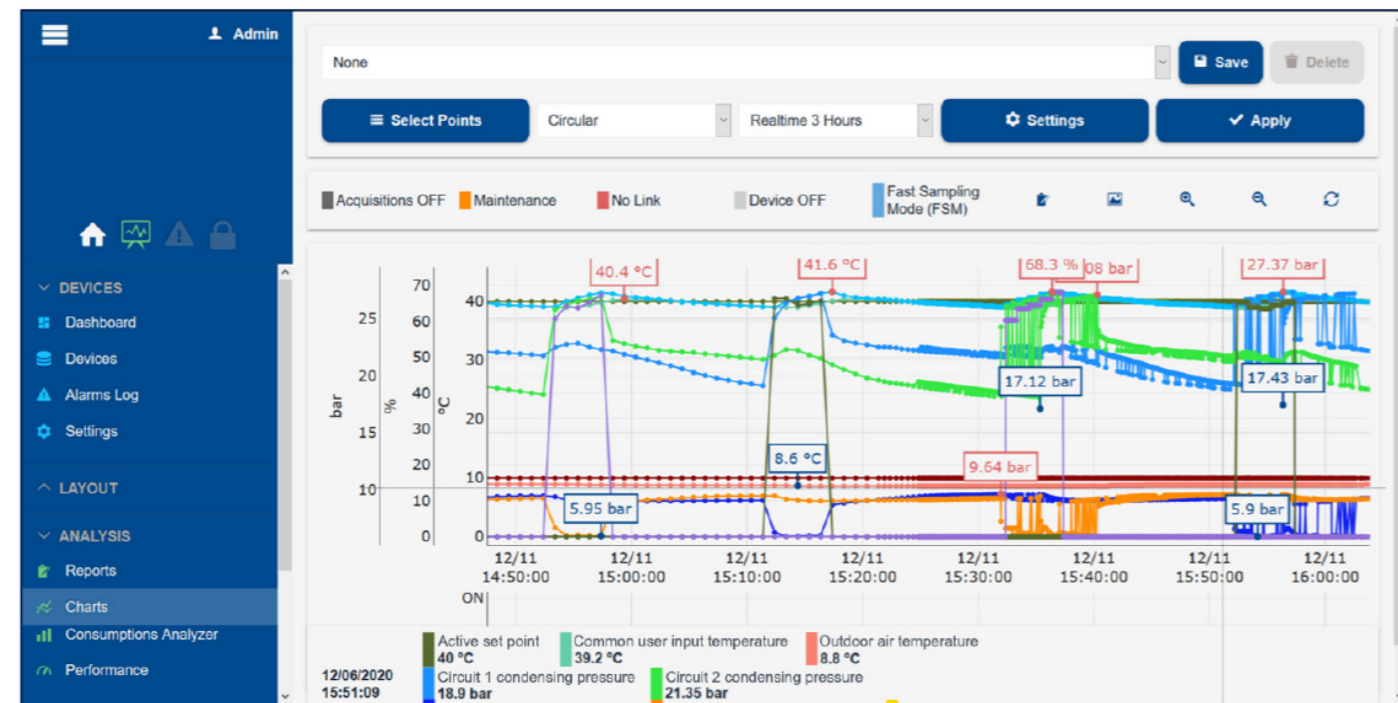 Admin
DEVICES
Dashboard
Devices
Alarms Log
Settings
LAYOUT
ANALYSIS
Reports
Charts
Consumptions Analyzer
Performance
None
Save
Delete
Select Points
Circular
Realtime 3 Hours
Settings
Apply
Acquisitions OFF
Maintenance
No Link
Device OFF
Fast Sampling
Mode (FSM)
bar
25
20
15
10
%
70
60
50
40
30
20
10
0
°C
40
30
20
10
0
40.4 °C
41.6 °C
68.3 %
08 bar
27.37 bar
17.12 bar
17.43 bar
8.6 °C
9.64 bar
5.95 bar
5.9 bar
12/11 12/11 12/11 12/11 12/11 12/11 12/11 12/11
14:50:00 15:00:00 15:10:00 15:20:00 15:30:00 15:40:00 15:50:00 16:00:00
ON
12/06/2020
15:51:09
Active set point
40 °C
Common user input temperature
39.2 °C
Outdoor air temperature
8.8 °C
Circuit 1 condensing pressure
18.9 bar
Circuit 2 condensing pressure
21.35 bar